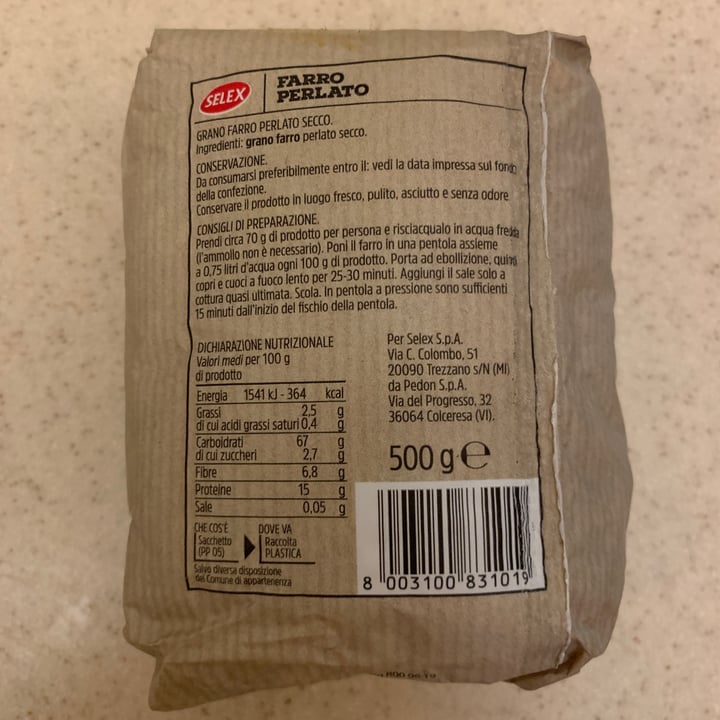 SELEX
FARRO
PERLATO
GRANO FARRO PERLATO SECCO.
Ingredienti: grano farro perlato secco.
CONSERVAZIONE.
Da consumarsi preferibilmente entro il: vedi la data impressa sul fondo
della confezione.
Conservare il prodotto in luogo fresco, pulito, asciutto e senza odore
CONSIGLI DI PREPARAZIONE.
Prendi circa 70 g di prodotto per persona e risciacqualo in acqua fredda
(l'ammollo non è necessario). Poni il farro in una pentola assieme
a 0,75 litri d'acqua ogni 100 g di prodotto. Porta ad ebollizione, quindi
copri e cuoci a fuoco lento per 25-30 minuti. Aggiungi il sale solo a
cottura quasi ultimata. Scola. In pentola a pressione sono sufficienti
15 minuti dall'inizio del fischio della pentola.
DICHIARAZIONE NUTRIZIONALE
Valori medi per 100 g
di prodotto
Energia 1541 kJ - 364 kcal
Grassi 2,5 g
di cui acidi grassi saturi 0,4 g
Carboidrati 67 g
di cui zuccheri 2,7 g
Fibre 6,8 g
Proteine 15 g
Sale 0,05 g
CHE COS'È DOVE VA
Sacchetto Raccolta
(PP 05) PLASTICA
Salvo diversa disposizione
del Comune di appartenenza
Per Selex S.p.A.
Via C. Colombo, 51
20090 Trezzano s/N (MI)
da Pedon S.p.A.
Via del Progresso, 32
36064 Colceresa (VI).
500 g ℮
8 003100 831019